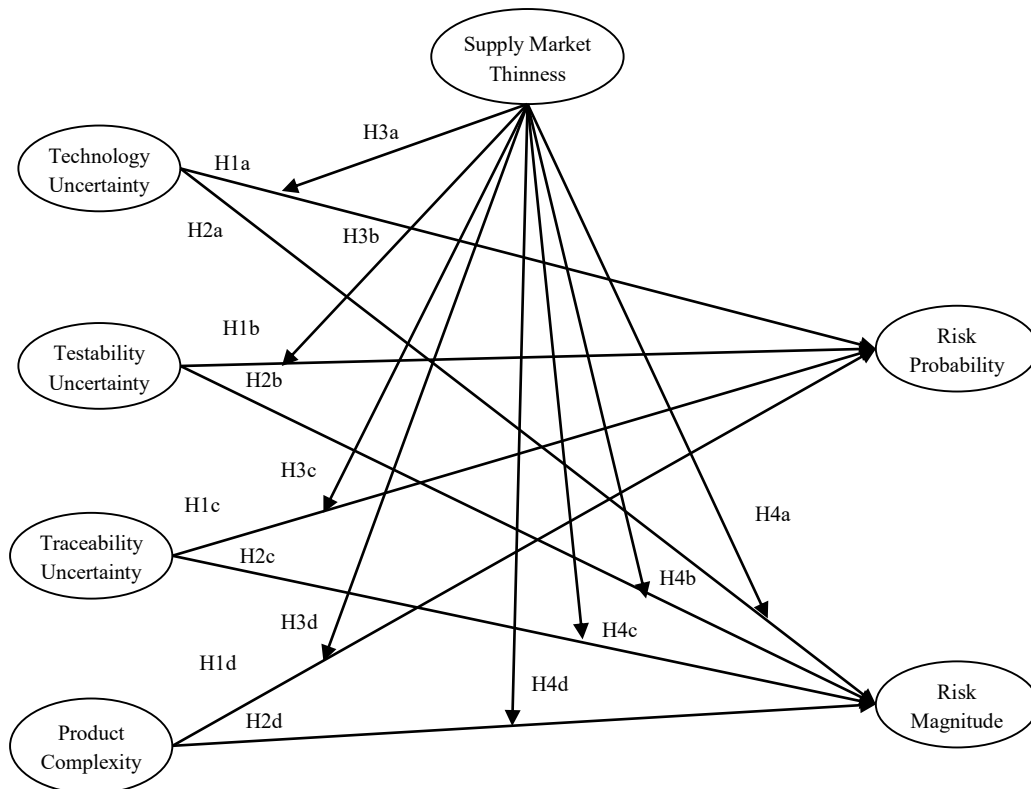 Supply Market
Thinness
H3a
Technology
Uncertainty
H1a
H2a
H3b
Testability
Uncertainty
H1b
H2b
Risk
Probability
H3c
H1c
H4a
Traceability
Uncertainty
H2c
H4b
H3d
H4c
H1d
H4d
Product
Complexity
H2d
Risk
Magnitude